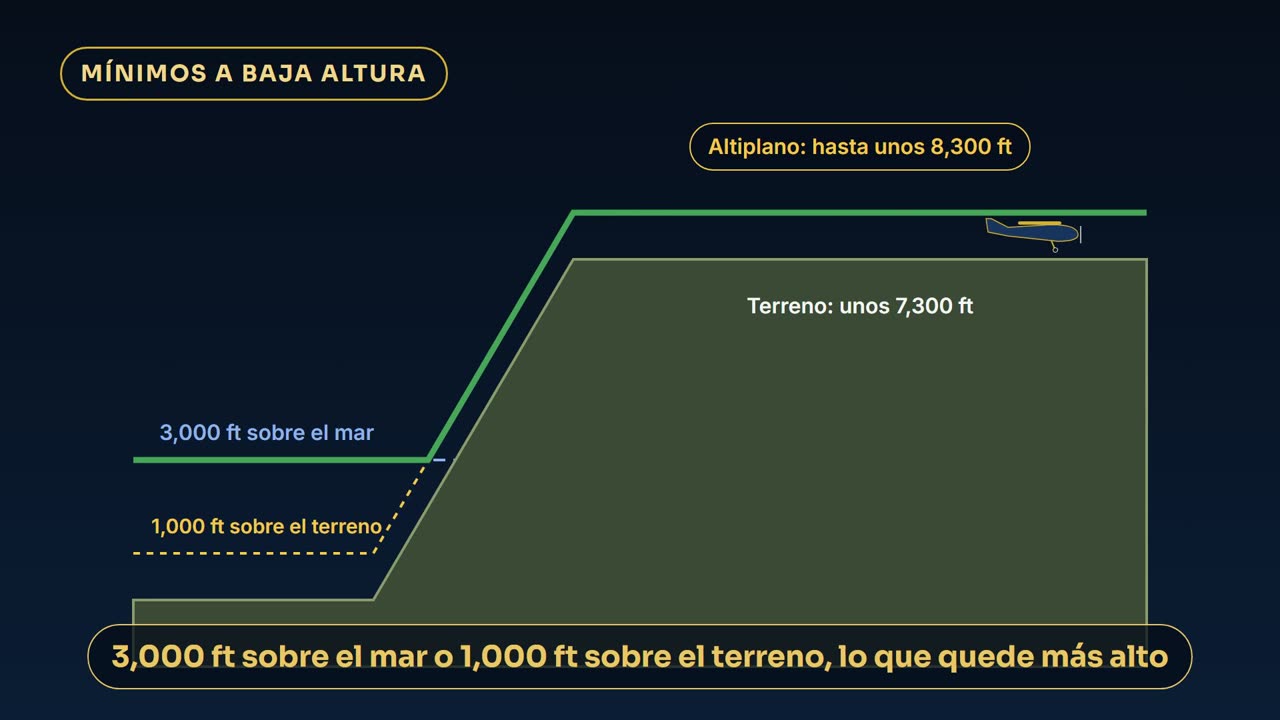 MÍNIMOS A BAJA ALTURA
Altiplano: hasta unos 8,300 ft
Terreno: unos 7,300 ft
3,000 ft sobre el mar
1,000 ft sobre el terreno
3,000 ft sobre el mar o 1,000 ft sobre el terreno, lo que quede más alto